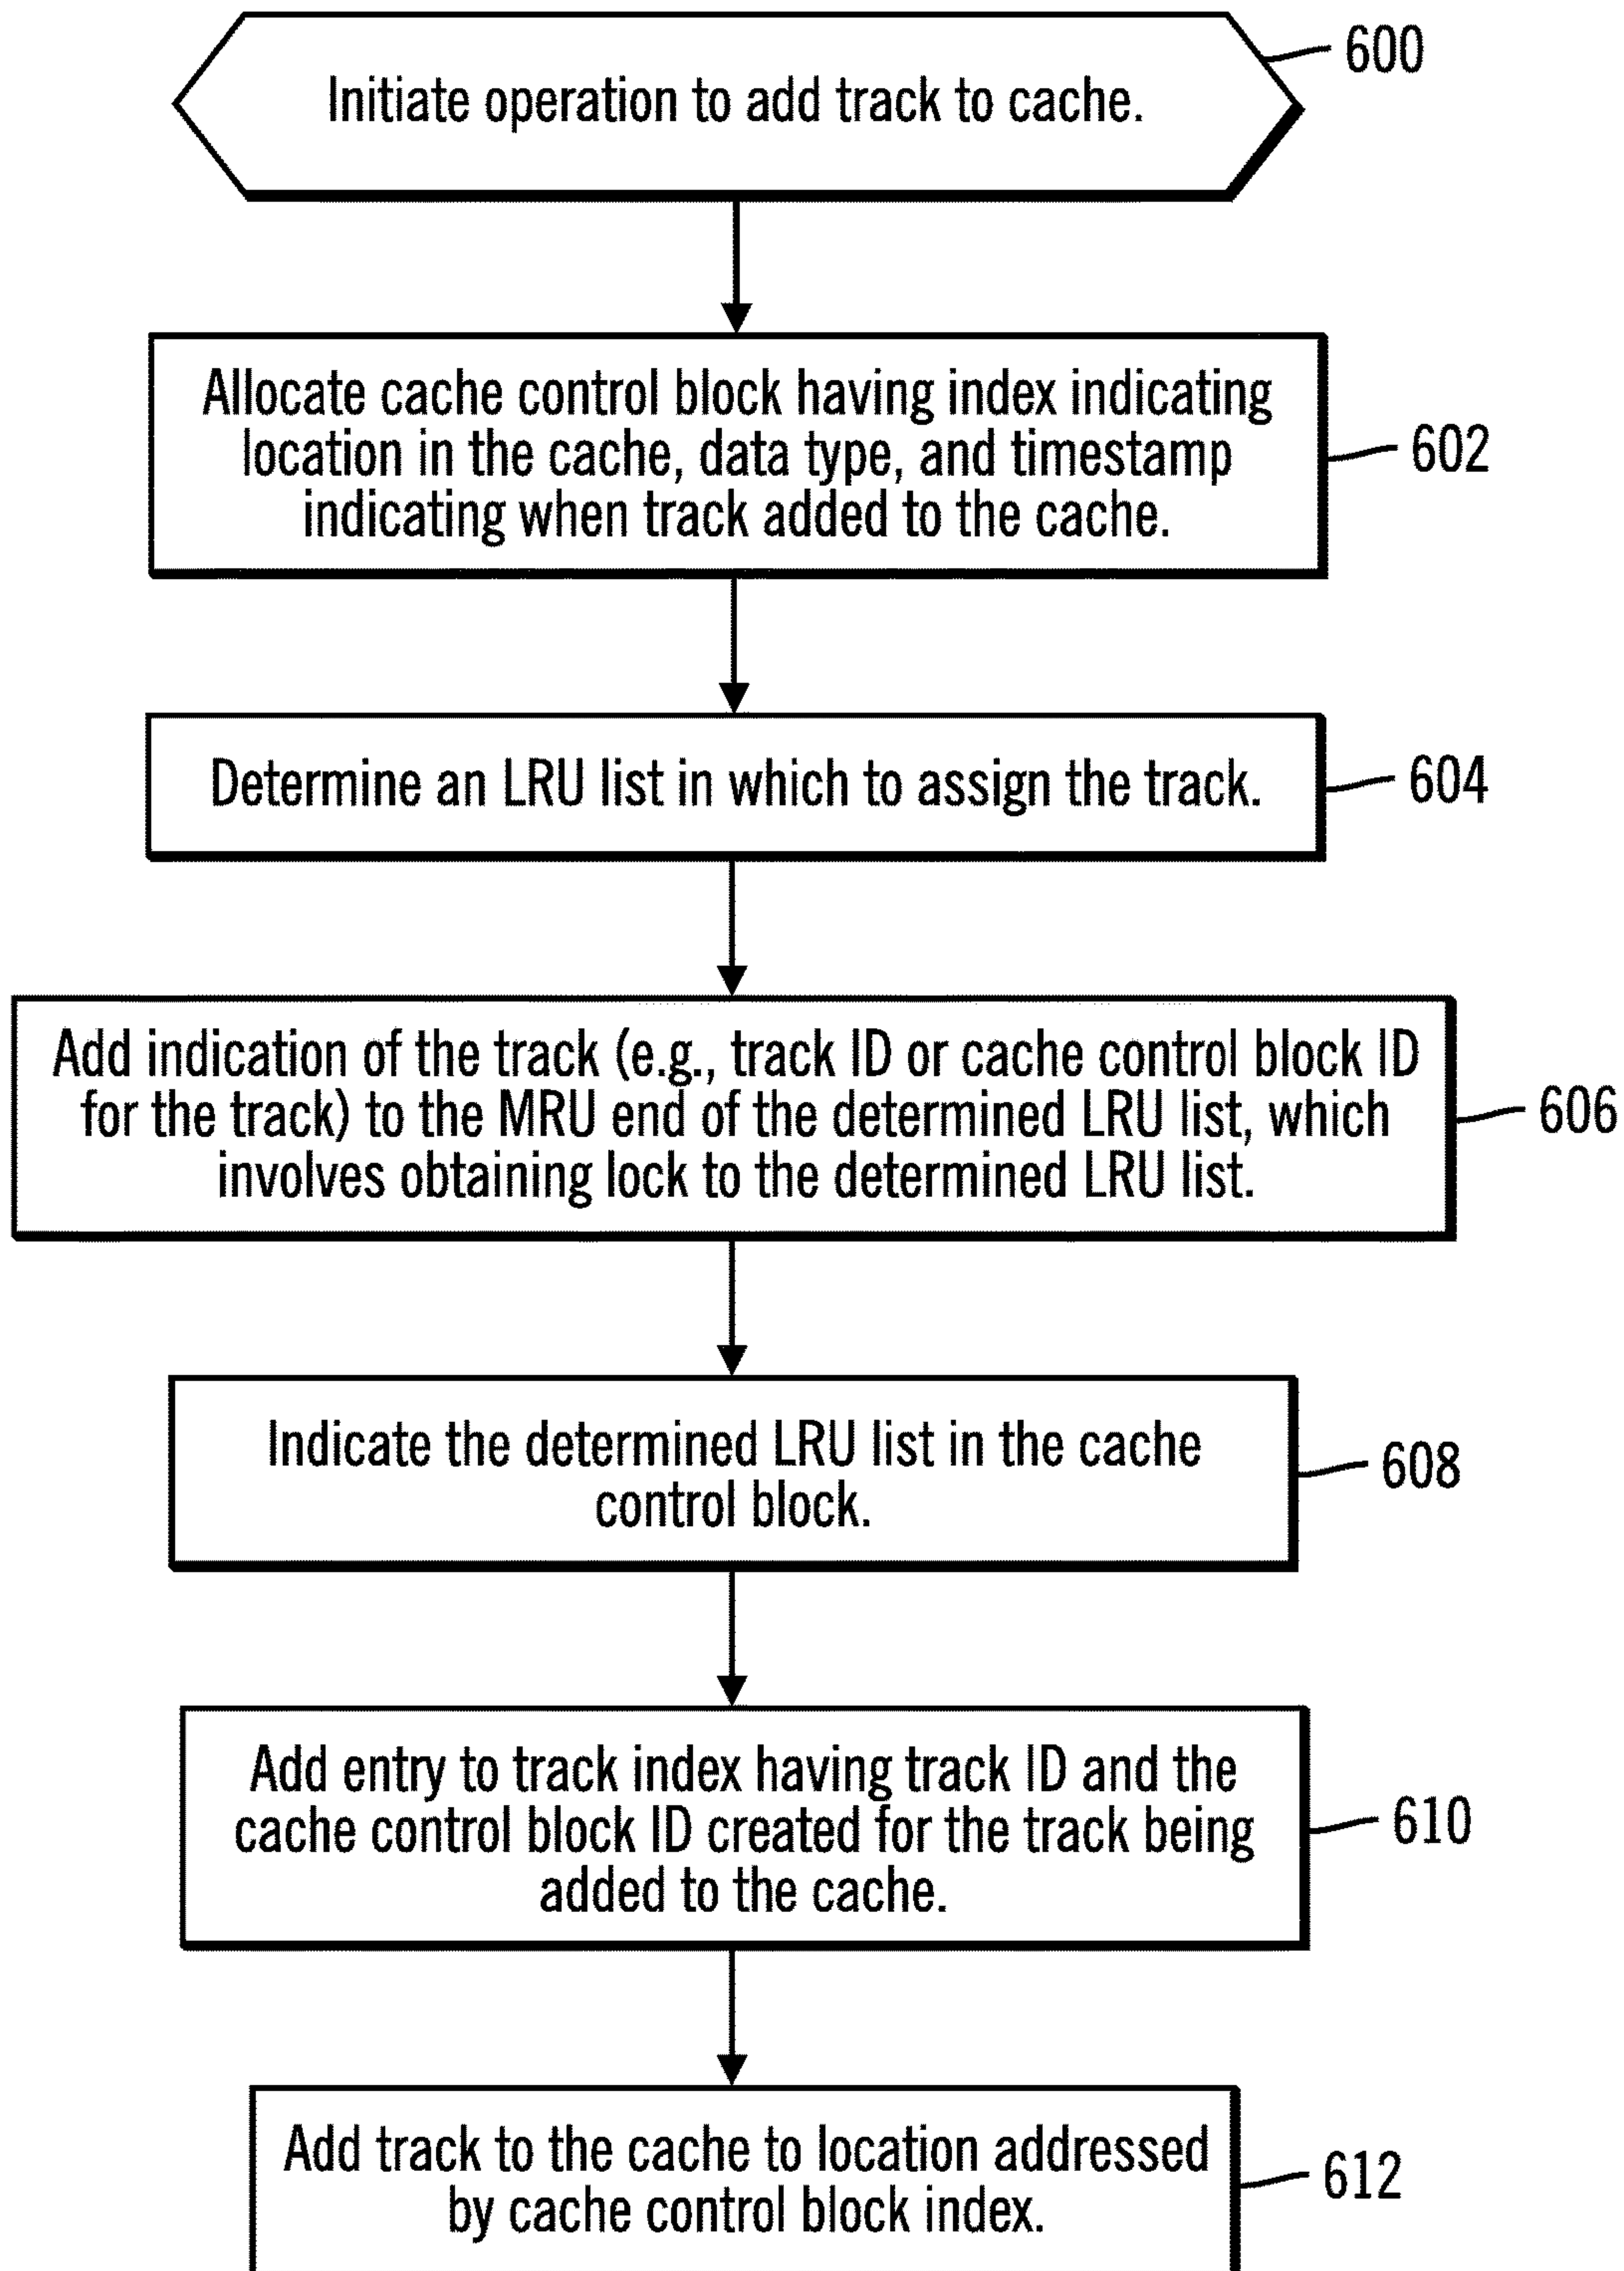 Initiate operation to add track to cache.
600
Allocate cache control block having index indicating
location in the cache, data type, and timestamp
indicating when track added to the cache.
602
Determine an LRU list in which to assign the track.
604
Add indication of the track (e.g., track ID or cache control block ID
for the track) to the MRU end of the determined LRU list, which
involves obtaining lock to the determined LRU list.
606
Indicate the determined LRU list in the cache
control block.
608
Add entry to track index having track ID and the
cache control block ID created for the track being
added to the cache.
610
Add track to the cache to location addressed
by cache control block index.
612